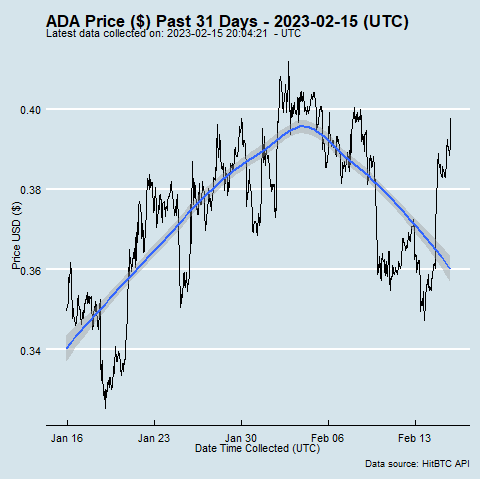 ADA Price ($) Past 31 Days - 2023-02-15 (UTC)
Latest data collected on: 2023-02-15 20:04:21 - UTC
Price USD ($)
0.40
0.38
0.36
0.34
Jan 16 Jan 23 Jan 30 Feb 06 Feb 13
Date Time Collected (UTC)
Data source: HitBTC API